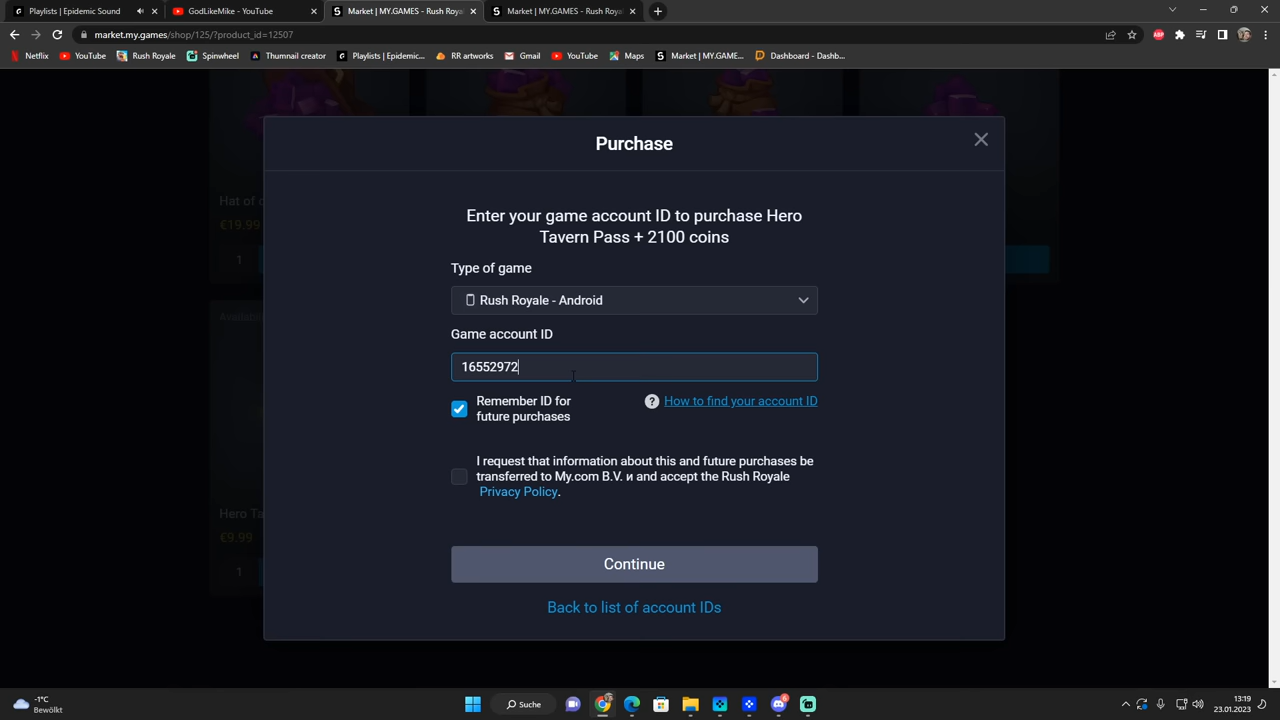 Playlists | Epidemic Sound
GodLikeMike - YouTube
Market | MY.GAMES - Rush Royal
Market | MY.GAMES - Rush Royal
market.my.games/shop/125/?product_id=12507
Netflix
YouTube
Rush Royale
Spinwheel
Thumnail creator
Playlists | Epidemic...
RR artworks
Gmail
YouTube
Maps
Market | MY.GAME...
Dashboard - Dashb...
Purchase
Enter your game account ID to purchase Hero
Tavern Pass + 2100 coins
Type of game
Rush Royale - Android
Game account ID
16552972
Remember ID for
future purchases
How to find your account ID
I request that information about this and future purchases be
transferred to My.com B.V. и and accept the Rush Royale
Privacy Policy.
Continue
Back to list of account IDs
Hat of
€19.99
1
Available
Hero Ta
€9.99
1
-1°C
Bewölkt
Suche
13:19
23.01.2023